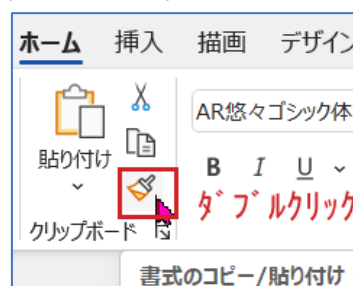 ホーム 挿入 描画 デザイン
AR悠々ゴシック体
貼り付け
B I U
ダブルクリック
クリップボード
書式のコピー/貼り付け